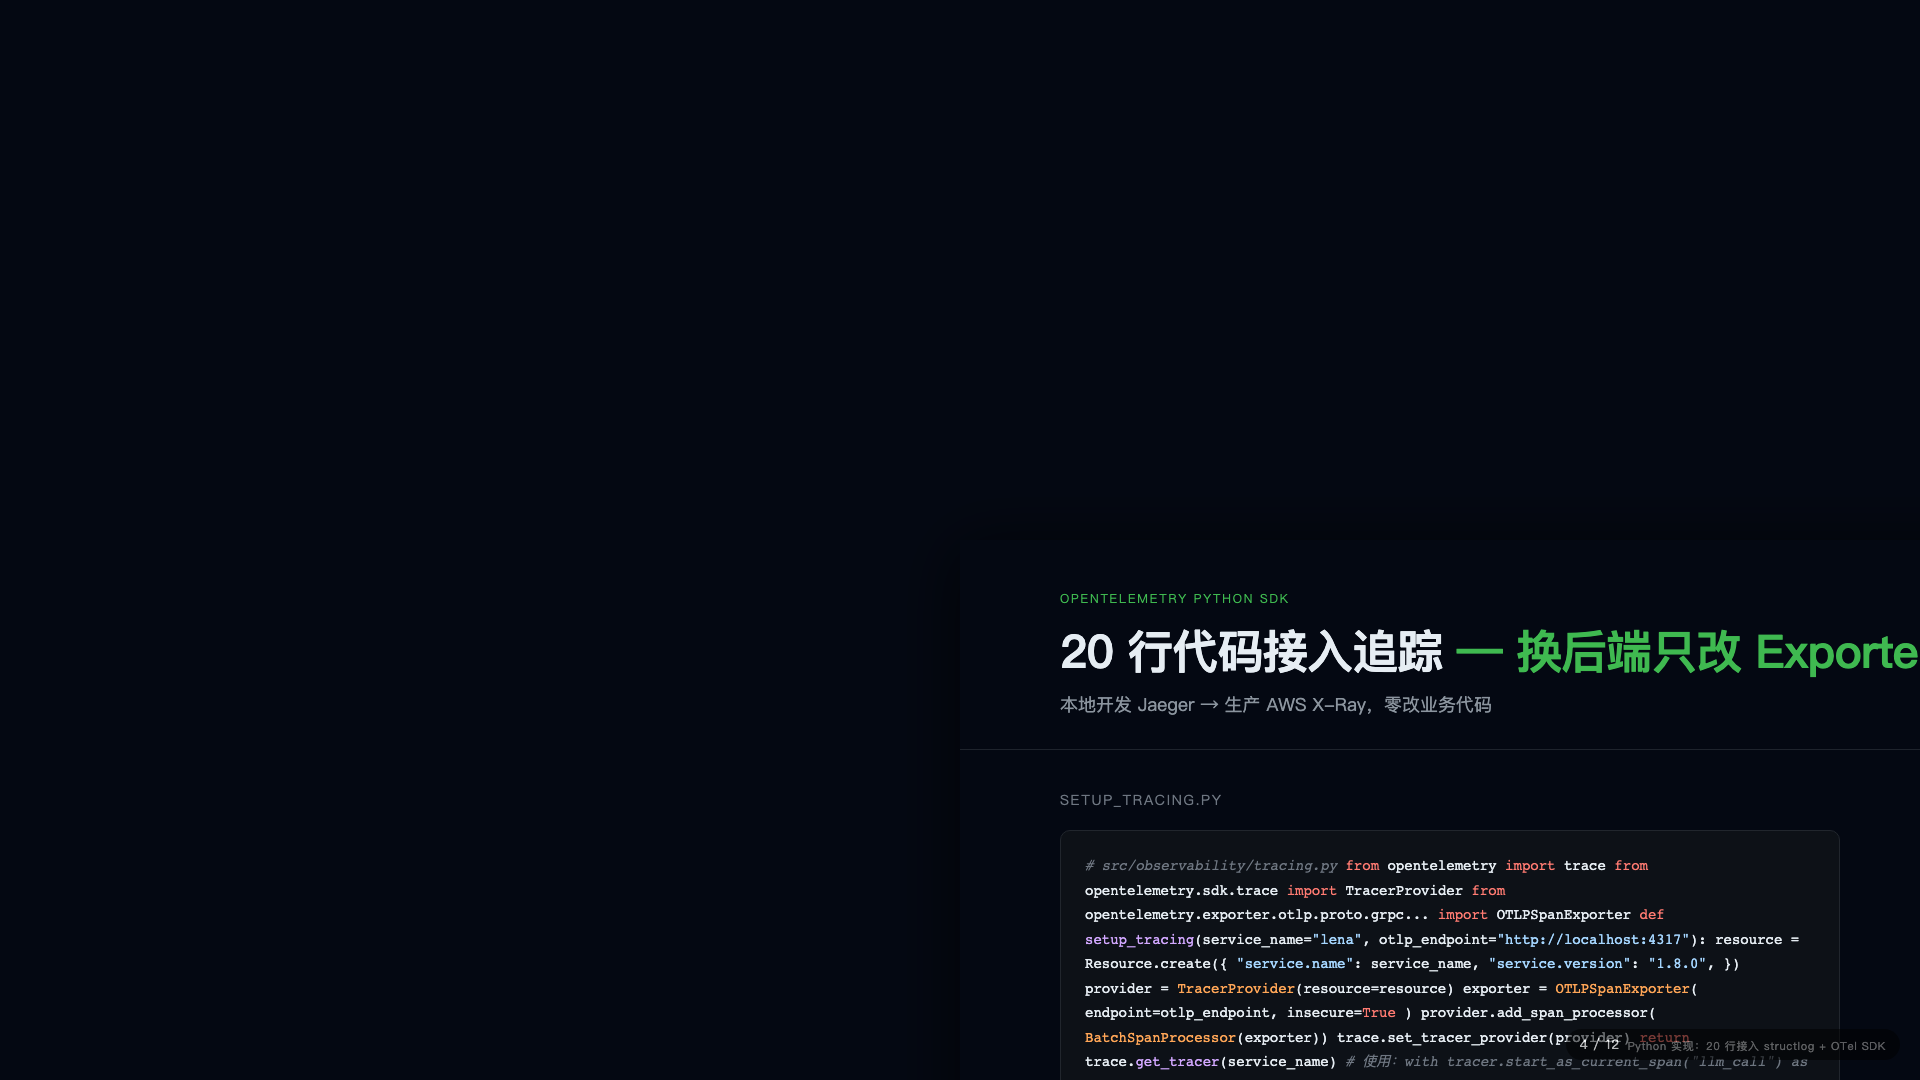 OPENTELEMETRY PYTHON SDK
20 行代码接入追踪 — 换后端只改 Exporte
本地开发 Jaeger → 生产 AWS X-Ray，零改业务代码
SETUP_TRACING.PY
# src/observability/tracing.py from opentelemetry import trace from
opentelemetry.sdk.trace import TracerProvider from
opentelemetry.exporter.otlp.proto.grpc... import OTLPSpanExporter def
setup_tracing(service_name="lena", otlp_endpoint="http://localhost:4317"): resource =
Resource.create({ "service.name": service_name, "service.version": "1.8.0", })
provider = TracerProvider(resource=resource) exporter = OTLPSpanExporter(
endpoint=otlp_endpoint, insecure=True ) provider.add_span_processor(
BatchSpanProcessor(exporter)) trace.set_tracer_provider(provider) return
trace.get_tracer(service_name) # 使用：with tracer.start_as_current_span("llm_call") as
4 / 12 Python 实现：20 行接入 structlog + OTel SDK